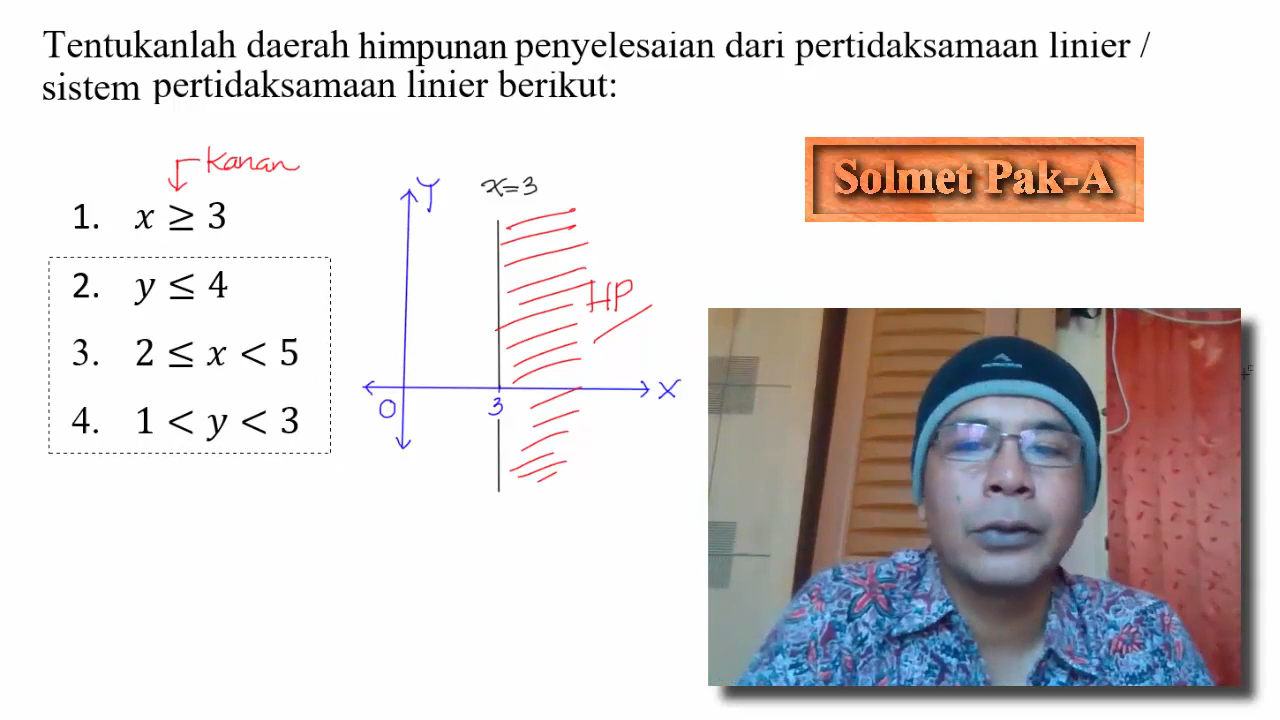 Tentukanlah daerah himpunan penyelesaian dari pertidaksamaan linier /
sistem pertidaksamaan linier berikut:
Kanan
1. x ≥ 3
2. y ≤ 4
3. 2 ≤ x < 5
4. 1 < y < 3
Y
x=3
HP
O
3
X
Solmet Pak-A